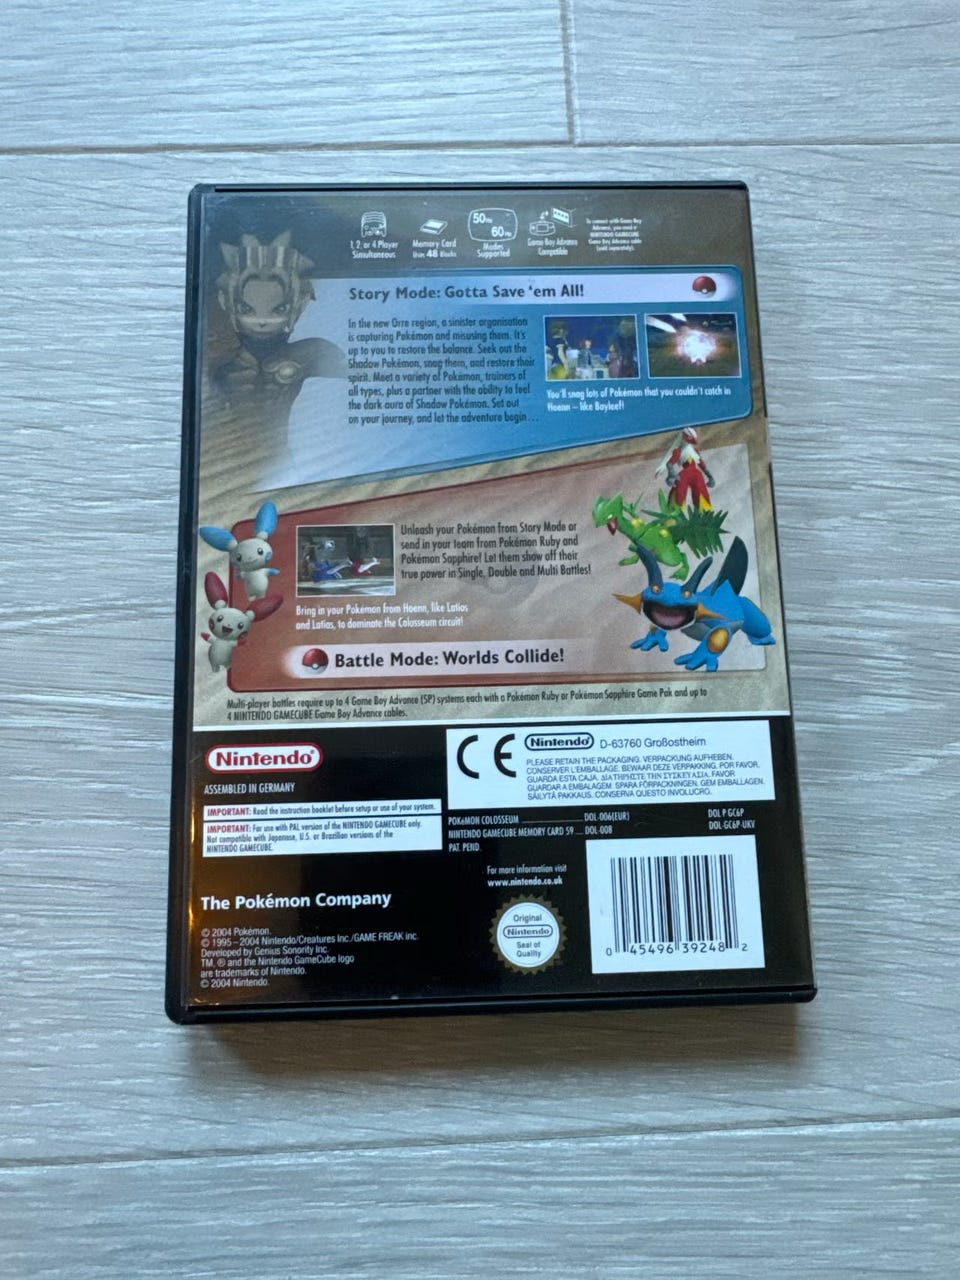 1, 2, or 4 Player
Simultaneous
Memory Card
Uses 48 Blocks
50Hz
60Hz
Modes
Supported
Game Boy Advance
Compatible
To connect with Game Boy
Advance, you need a
NINTENDO GAMECUBE
Game Boy Advance cable
(sold separately).
Story Mode: Gotta Save 'em All!
In the new Orre region, a sinister organisation
is capturing Pokémon and misusing them. It's
up to you to restore the balance. Seek out the
Shadow Pokémon, snag them, and restore their
spirit. Meet a variety of Pokémon, trainers of
all types, plus a partner with the ability to feel
the dark aura of Shadow Pokémon. Set out
on your journey, and let the adventure begin...
You'll snag lots of Pokémon that you couldn't catch in
Hoenn – like Bayleef!
Unleash your Pokémon from Story Mode or
send in your team from Pokémon Ruby and
Pokémon Sapphire! Let them show off their
true power in Single, Double and Multi Battles!
Bring in your Pokémon from Hoenn, like Latios
and Latias, to dominate the Colosseum circuit!
Battle Mode: Worlds Collide!
Multi-player battles require up to 4 Game Boy Advance (SP) systems each with a Pokémon Ruby or Pokémon Sapphire Game Pak and up to
4 NINTENDO GAMECUBE Game Boy Advance cables.
Nintendo
ASSEMBLED IN GERMANY
IMPORTANT: Read the instruction booklet before setup or use of your system.
IMPORTANT: For use with PAL version of the NINTENDO GAMECUBE only.
Not compatible with Japanese, U.S. or Brazilian versions of the
NINTENDO GAMECUBE.
CE
Nintendo D-63760 Großostheim
PLEASE RETAIN THE PACKAGING. VERPACKUNG AUFHEBEN.
CONSERVER L'EMBALLAGE. BEWAAR DEZE VERPAKKING. POR FAVOR,
GUARDA ESTA CAJA. ΔΙΑΤΗΡΗΣΤΕ ΤΗΝ ΣΥΣΚΕΥΑΣΙΑ. FAVOR
GUARDAR A EMBALAGEM. SPARA FÖRPACKNINGEN. GEM EMBALLAGEN.
SÄILYTÄ PAKKAUS. CONSERVA QUESTO INVOLUCRO.
POKéMON COLOSSEUM DOL-006(EUR) DOL P GC6P
NINTENDO GAMECUBE MEMORY CARD 59 DOL-008 DOL-GC6P-UKV
PAT. PEND.
For more information visit
www.nintendo.co.uk
The Pokémon Company
© 2004 Pokémon.
© 1995–2004 Nintendo/Creatures Inc./GAME FREAK inc.
Developed by Genius Sonority Inc.
TM, ® and the Nintendo GameCube logo
are trademarks of Nintendo.
© 2004 Nintendo.
Original
Nintendo
Seal of
Quality
0 45496 39248 2